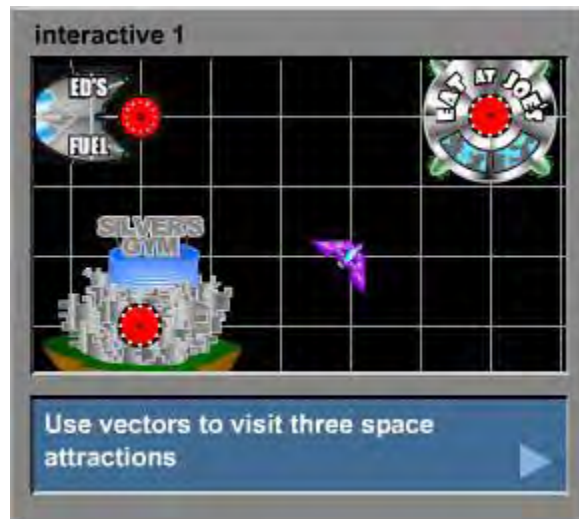 interactive 1
ED'S
FUEL
EAT AT JOE'S
SILVER'S
GYM
Use vectors to visit three space
attractions